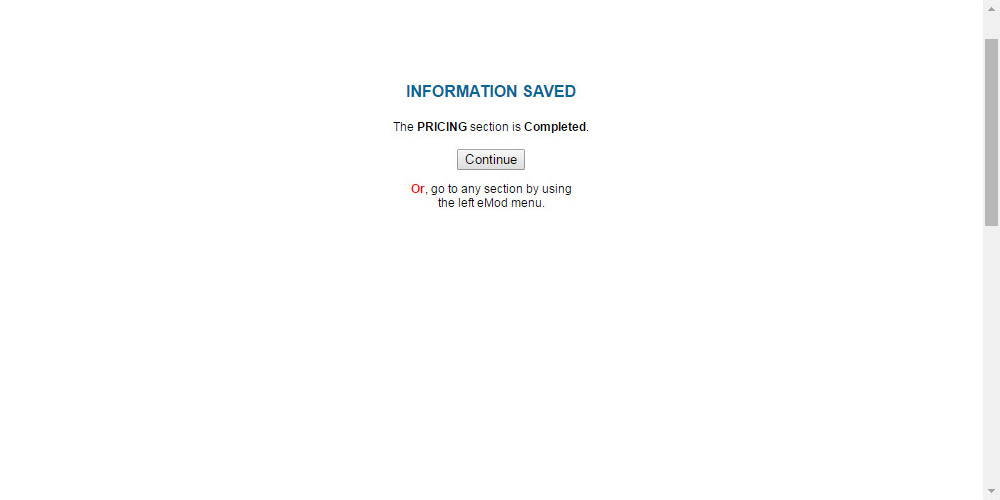 INFORMATION SAVED
The PRICING section is Completed.
Continue
Or, go to any section by using
the left eMod menu.